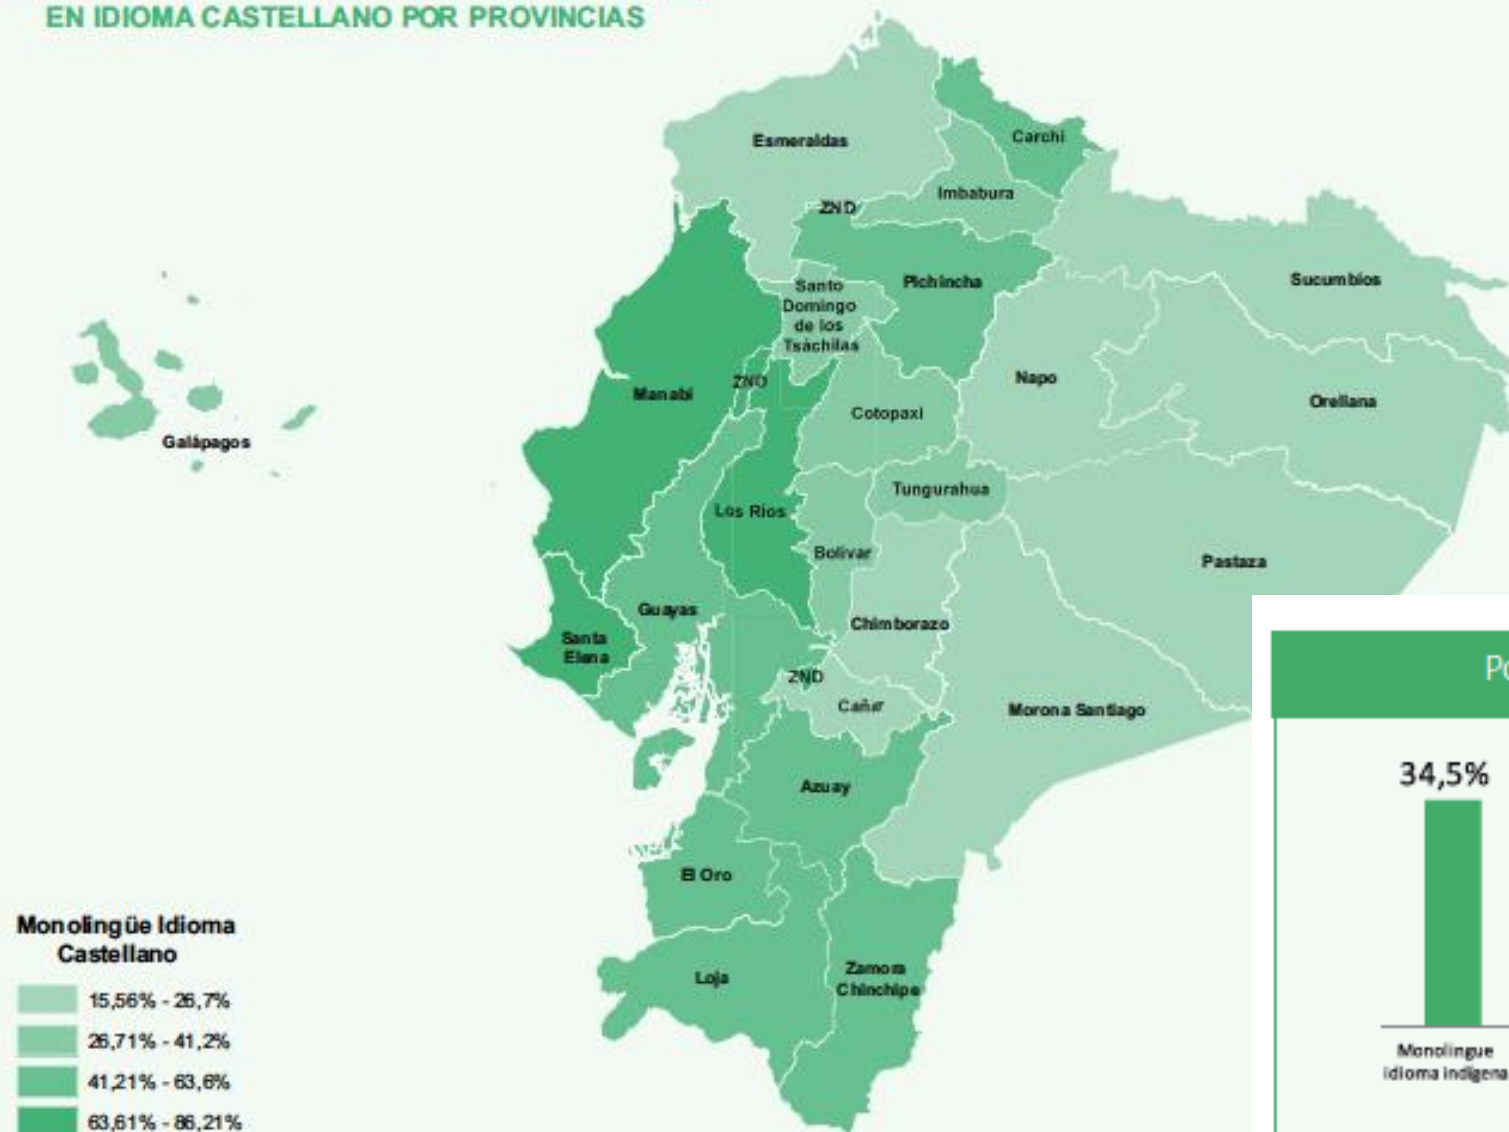 EN IDIOMA CASTELLANO POR PROVINCIAS
Esmeraldas
Carchi
Imbabura
ZND
Pichincha
Sucumbios
Santo
Domingo
de los
Tsáchilas
Napo
Manabí
ZND
Cotopaxi
Orellana
Galápagos
Tungurahua
Los Rios
Bolívar
Pastaza
Guayas
Chimborazo
Santa
Elena
ZND
Cañar
Morona Santiago
Azuay
El Oro
Loja
Zamora
Chinchipe
Monolingüe Idioma
Castellano
15,56% - 26,7%
26,71% - 41,2%
41,21% - 63,6%
63,61% - 86,21%
34,5%
Monolingue
idioma indígena